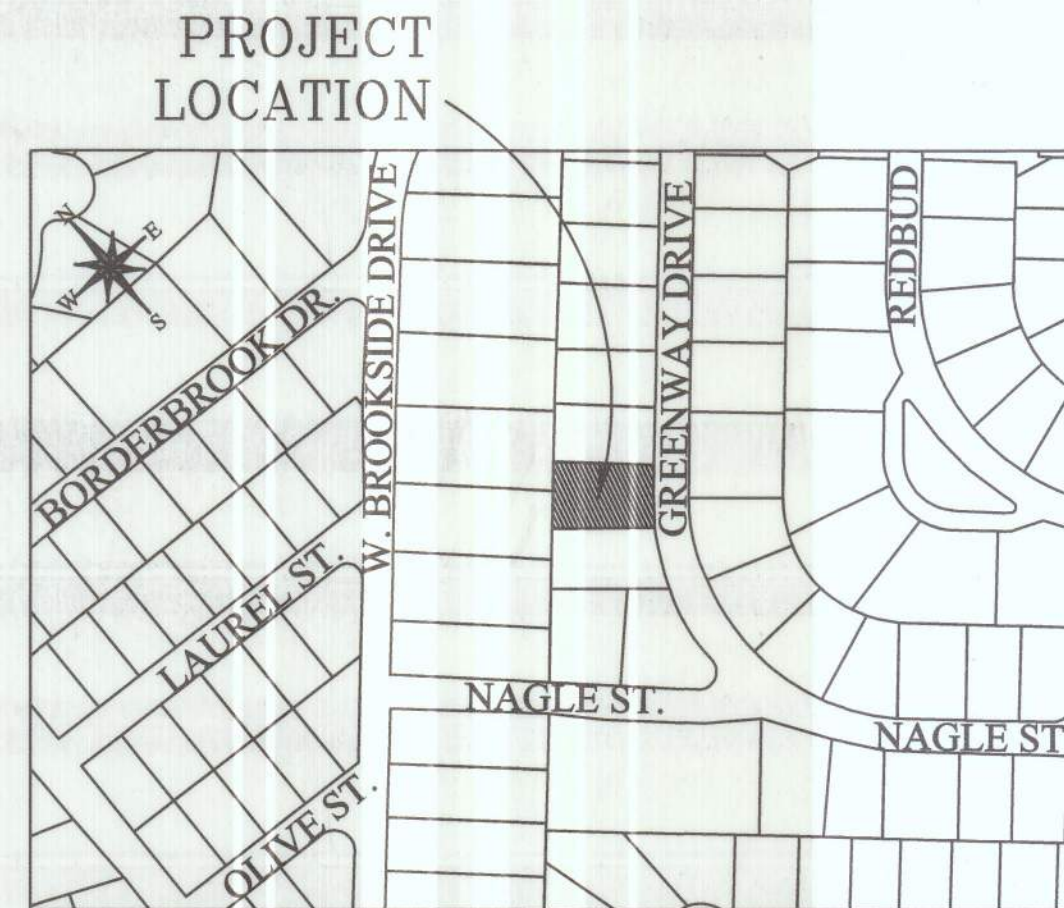 PROJECT
LOCATION
N
E
W
S
BORDERBROOK DR.
W. BROOKSIDE DRIVE
GREENWAY DRIVE
REDBUD
LAUREL ST.
NAGLE ST.
NAGLE ST
OLIVE ST.